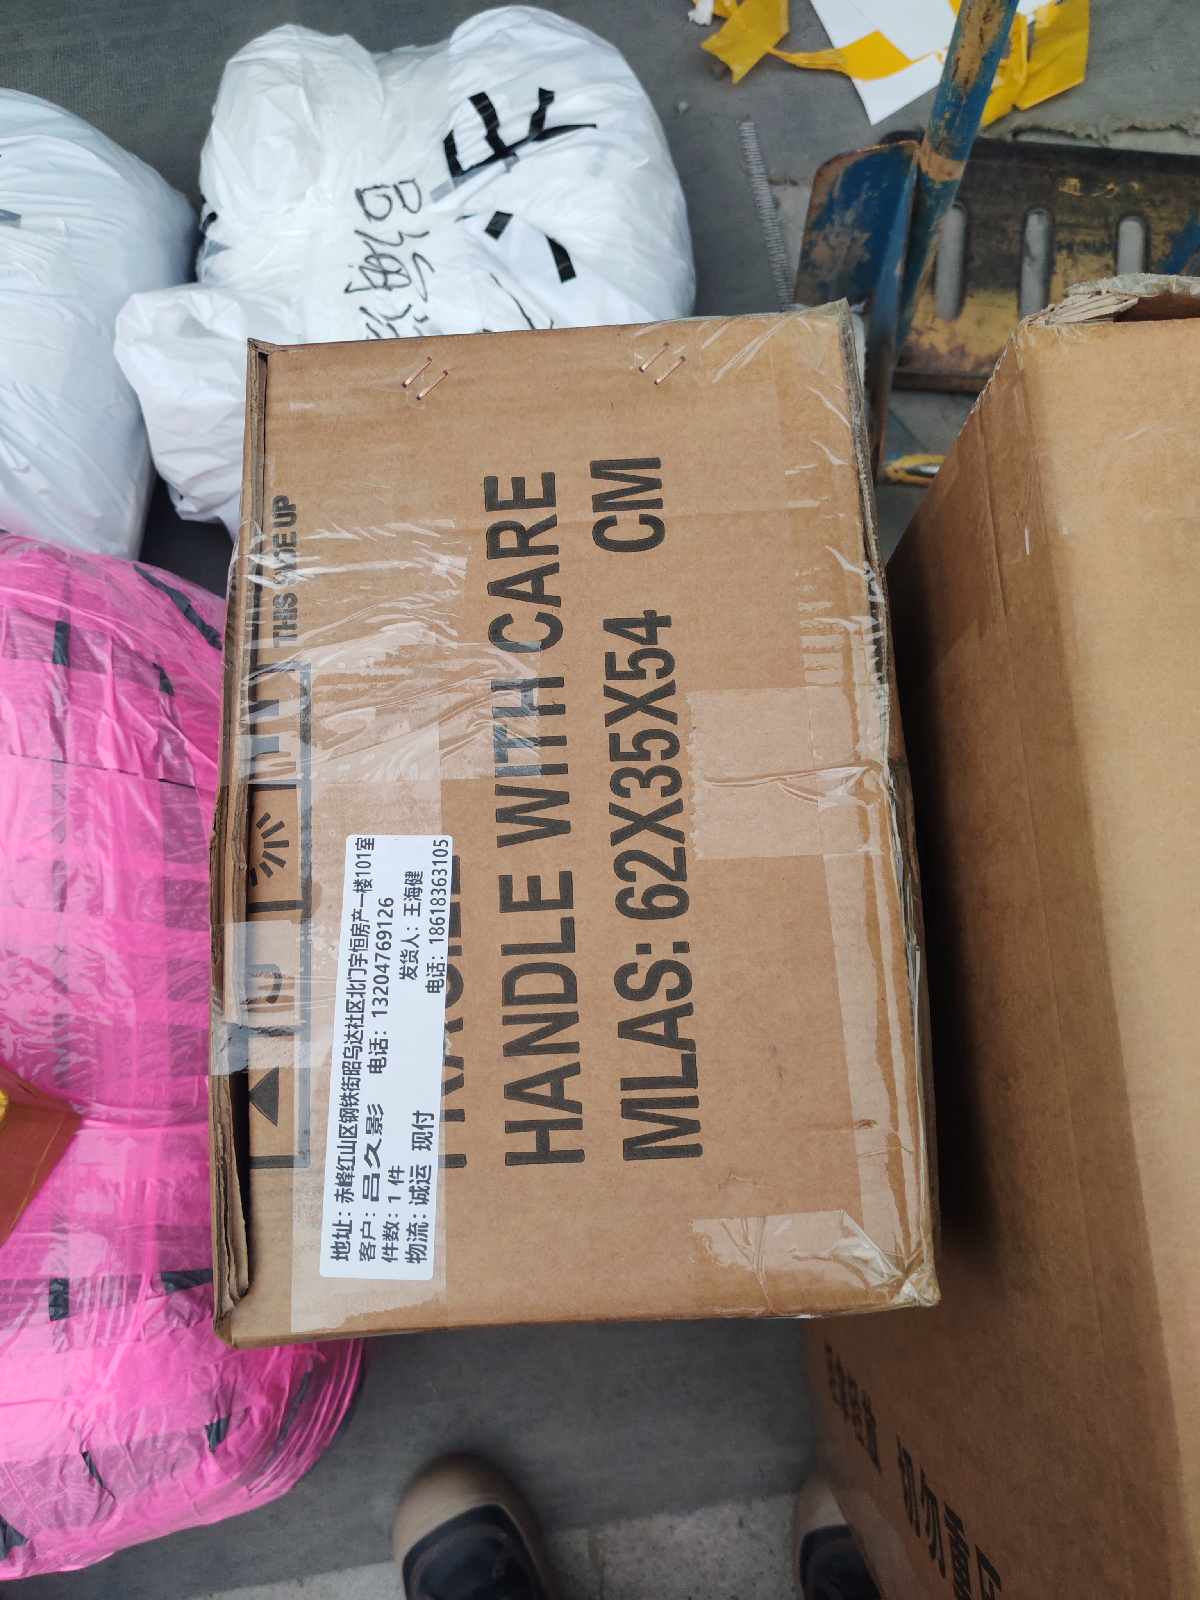 地址：赤峰红山区钢铁街昭乌达社区北门宇恒房产一楼101室
客户：吕久影 电话：13204769126
件数：1 件 发货人：王海健
物流：诚运 现付 电话：18618363105
HANDLE WITH CARE
MLAS: 62X35X54 CM
THIS SIDE UP